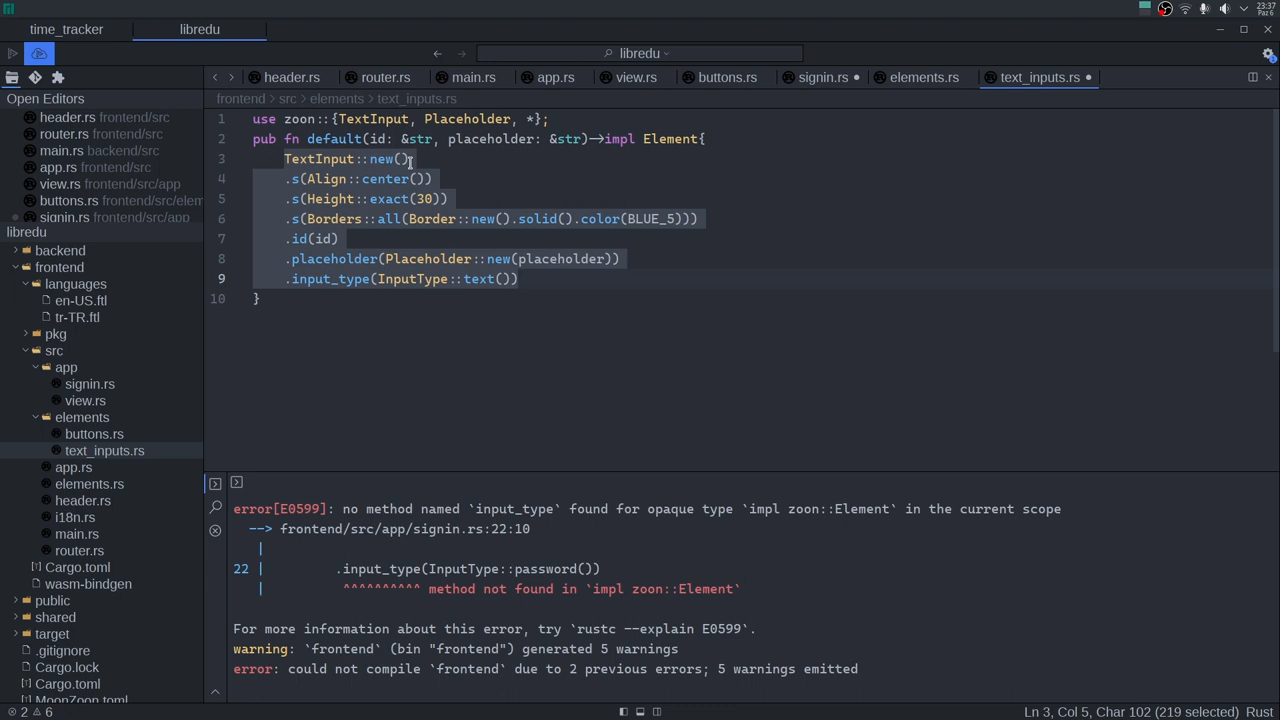 23:37
Paz 6
time_tracker
libredu
libredu
header.rs
router.rs
main.rs
app.rs
view.rs
buttons.rs
signin.rs
elements.rs
text_inputs.rs
Open Editors
header.rs frontend/src
router.rs frontend/src
main.rs backend/src
app.rs frontend/src
view.rs frontend/src/app
buttons.rs frontend/src/elem
signin.rs frontend/src/app
libredu
backend
frontend
languages
en-US.ftl
tr-TR.ftl
pkg
src
app
signin.rs
view.rs
elements
buttons.rs
text_inputs.rs
app.rs
elements.rs
header.rs
i18n.rs
main.rs
router.rs
Cargo.toml
wasm-bindgen
public
shared
target
.gitignore
Cargo.lock
Cargo.toml
MoonZoon.toml
frontend > src > elements > text_inputs.rs
1 use zoon::{TextInput, Placeholder, *};
2 pub fn default(id: &str, placeholder: &str)->impl Element{
3 TextInput::new()
4 .s(Align::center())
5 .s(Height::exact(30))
6 .s(Borders::all(Border::new().solid().color(BLUE_5)))
7 .id(id)
8 .placeholder(Placeholder::new(placeholder))
9 .input_type(InputType::text())
10 }
error[E0599]: no method named `input_type` found for opaque type `impl zoon::Element` in the current scope
--> frontend/src/app/signin.rs:22:10
|
22 | .input_type(InputType::password())
| ^^^^^^^^^^ method not found in `impl zoon::Element`
For more information about this error, try `rustc --explain E0599`.
warning: `frontend` (bin "frontend") generated 5 warnings
error: could not compile `frontend` due to 2 previous errors; 5 warnings emitted
2 6
Ln 3, Col 5, Char 102 (219 selected) Rust